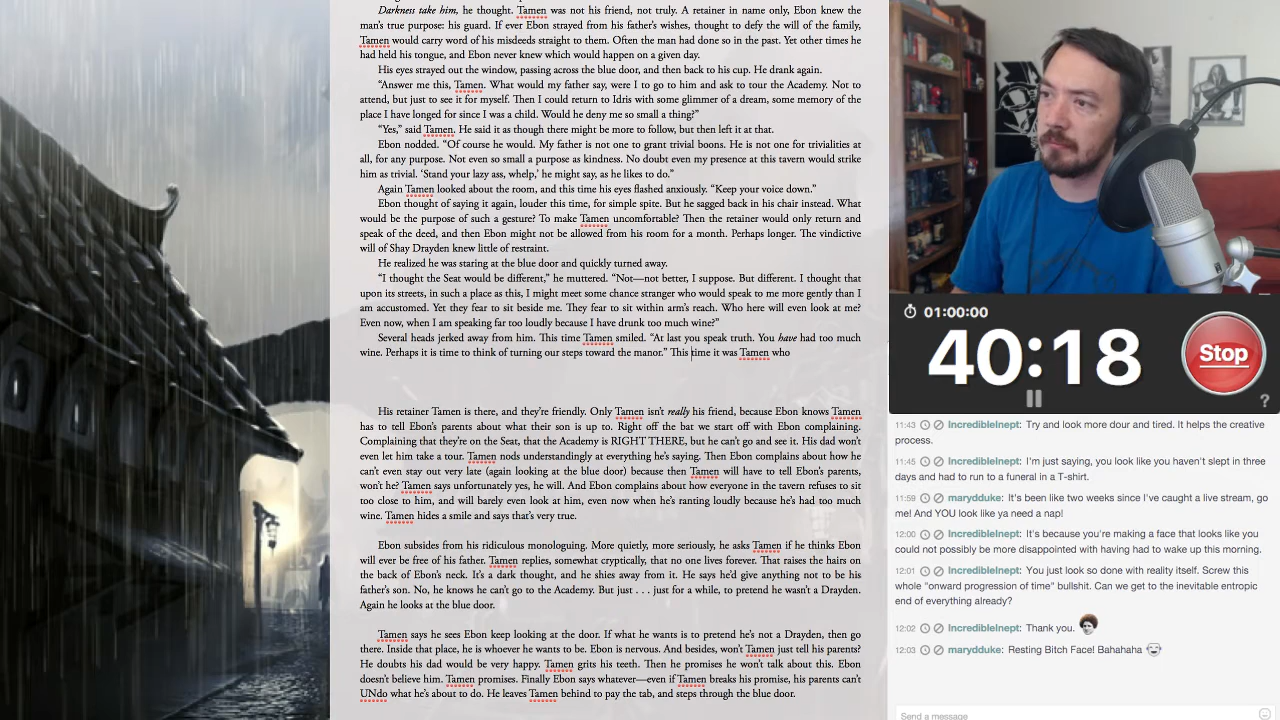 Darkness take him, he thought. Tamen was not his friend, not truly. A retainer in name only, Ebon knew the
man's true purpose: his guard. If ever Ebon strayed from his father's wishes, thought to defy the will of the family,
Tamen would carry word of his misdeeds straight to them. Often the man had done so in the past. Yet other times he
had held his tongue, and Ebon never knew which would happen on a given day.
His eyes strayed out the window, passing across the blue door, and then back to his cup. He drank again.
“Answer me this, Tamen. What would my father say, were I to go to him and ask to tour the Academy. Not to
attend, but just to see it for myself. Then I could return to Idris with some glimmer of a dream, some memory of the
place I have longed for since I was a child. Would he deny me so small a thing?”
“Yes,” said Tamen. He said it as though there might be more to follow, but then left it at that.
Ebon nodded. “Of course he would. My father is not one to grant trivial boons. He is not one for trivialities at
all, for any purpose. Not even so small a purpose as kindness. No doubt even my presence at this tavern would strike
him as trivial. ‘Stand your lazy ass, whelp,’ he might say, as he likes to do.”
Again Tamen looked about the room, and this time his eyes flashed anxiously. “Keep your voice down.”
Ebon thought of saying it again, louder this time, for simple spite. But he sagged back in his chair instead. What
would be the purpose of such a gesture? To make Tamen uncomfortable? Then the retainer would only return and
speak of the deed, and then Ebon might not be allowed from his room for a month. Perhaps longer. The vindictive
will of Shay Drayden knew little of restraint.
He realized he was staring at the blue door and quickly turned away.
“I thought the Seat would be different,” he muttered. “Not—not better, I suppose. But different. I thought that
upon its streets, in such a place as this, I might meet some chance stranger who would speak to me more gently than I
am accustomed. Yet they fear to sit beside me. They fear to sit within arm's reach. Who here will even look at me?
Even now, when I am speaking far too loudly because I have drunk too much wine?”
Several heads jerked away from him. This time Tamen smiled. “At last you speak truth. You have had too much
wine. Perhaps it is time to think of turning our steps toward the manor.” This time it was Tamen who
His retainer Tamen is there, and they're friendly. Only Tamen isn't really his friend, because Ebon knows Tamen
has to tell Ebon's parents about what their son is up to. Right off the bat we start off with Ebon complaining.
Complaining that they're on the Seat, that the Academy is RIGHT THERE, but he can't go and see it. His dad won't
even let him take a tour. Tamen nods understandingly at everything he's saying. Then Ebon complains about how he
can't even stay out very late (again looking at the blue door) because then Tamen will have to tell Ebon's parents,
won't he? Tamen says unfortunately yes, he will. And Ebon complains about how everyone in the tavern refuses to sit
too close to him, and will barely even look at him, even now when he's ranting loudly because he's had too much
wine. Tamen hides a smile and says that's very true.
Ebon subsides from his ridiculous monologuing. More quietly, more seriously, he asks Tamen if he thinks Ebon
will ever be free of his father. Tamen replies, somewhat cryptically, that no one lives forever. That raises the hairs on
the back of Ebon's neck. It's a dark thought, and he shies away from it. He says he'd give anything not to be his
father's son. No, he knows he can't go to the Academy. But just . . . just for a while, to pretend he wasn't a Drayden.
Again he looks at the blue door.
Tamen says he sees Ebon keep looking at the door. If what he wants is to pretend he's not a Drayden, then go
there. Inside that place, he is whoever he wants to be. Ebon is nervous. And besides, won't Tamen just tell his parents?
He doubts his dad would be very happy. Tamen grits his teeth. Then he promises he won't talk about this. Ebon
doesn't believe him. Tamen promises. Finally Ebon says whatever—even if Tamen breaks his promise, his parents can't
UNdo what he's about to do. He leaves Tamen behind to pay the tab, and steps through the blue door.
01:00:00
40:18
Stop
?
11:43 IncredibleInept: Try and look more dour and tired. It helps the creative
process.
11:45 IncredibleInept: I'm just saying, you look like you haven't slept in three
days and had to run to a funeral in a T-shirt.
11:59 marydduke: It's been like two weeks since I've caught a live stream, go
me! And YOU look like ya need a nap!
12:00 IncredibleInept: It's because you're making a face that looks like you
could not possibly be more disappointed with having had to wake up this morning.
12:01 IncredibleInept: You just look so done with reality itself. Screw this
whole "onward progression of time" bullshit. Can we get to the inevitable entropic
end of everything already?
12:02 IncredibleInept: Thank you.
12:03 marydduke: Resting Bitch Face! Bahahaha
Send a message